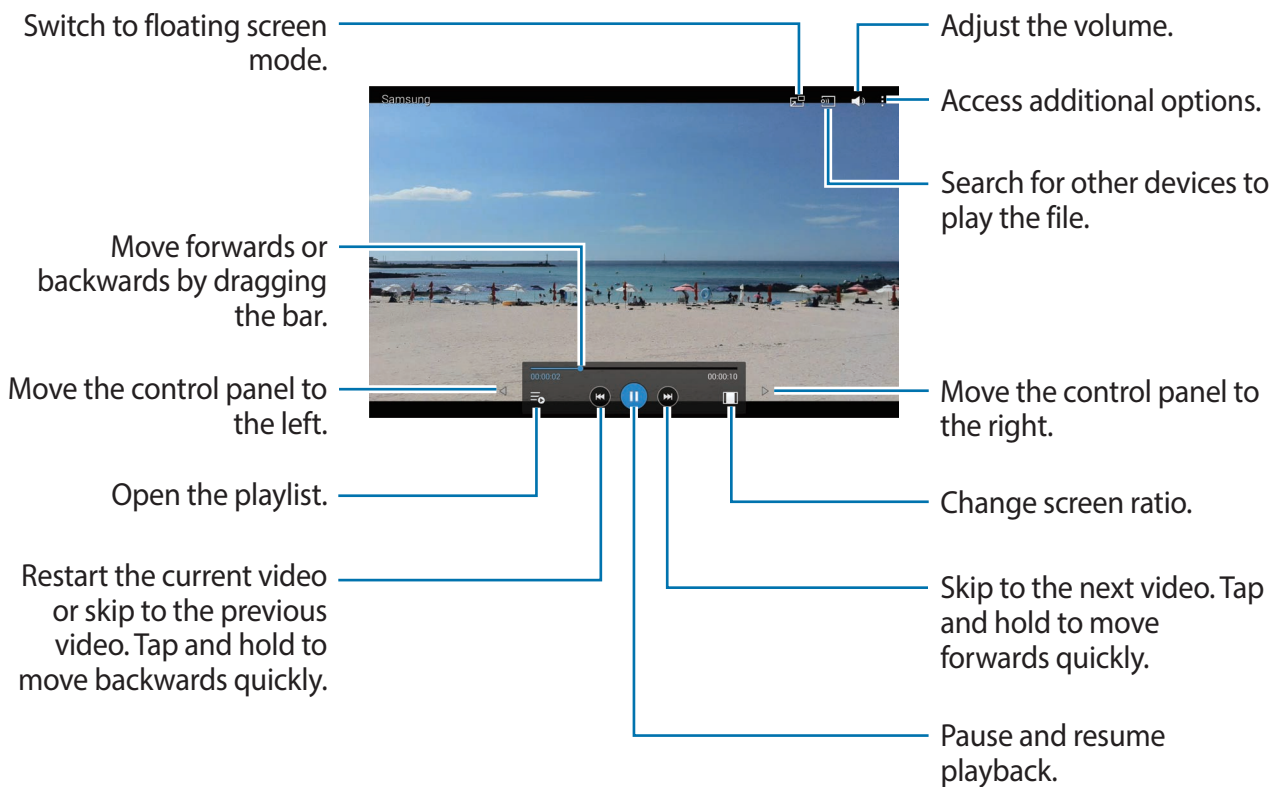 Switch to floating screen
mode.
Adjust the volume.
Samsung
Access additional options.
Search for other devices to
play the file.
Move forwards or
backwards by dragging
the bar.
00:00:02
00:00:10
Move the control panel to
the left.
Move the control panel to
the right.
Open the playlist.
Change screen ratio.
Restart the current video
or skip to the previous
video. Tap and hold to
move backwards quickly.
Skip to the next video. Tap
and hold to move
forwards quickly.
Pause and resume
playback.